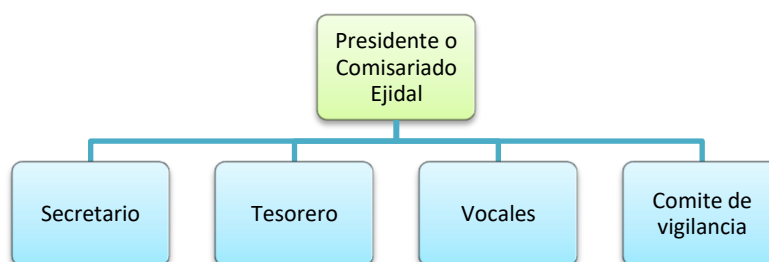 Presidente o
Comisariado
Ejidal
Secretario
Tesorero
Vocales
Comite de
vigilancia